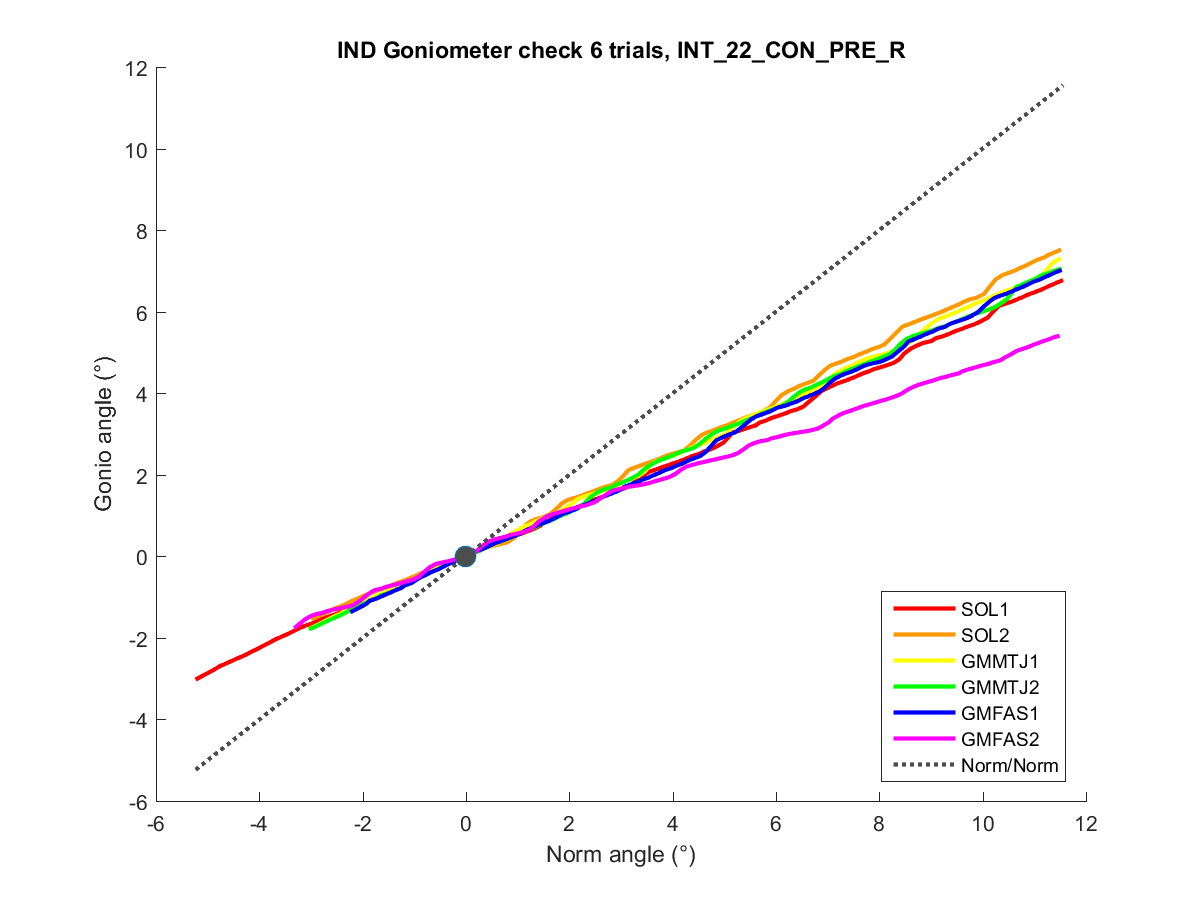 IND Goniometer check 6 trials, INT_22_CON_PRE_R
12
10
8
6
4
2
0
-2
-4
-6
Gonio angle (°)
SOL1
SOL2
GMMTJ1
GMMTJ2
GMFAS1
GMFAS2
Norm/Norm
-6 -4 -2 0 2 4 6 8 10 12
Norm angle (°)